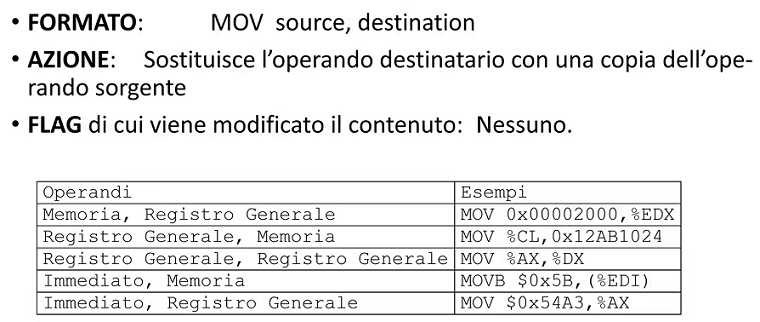 • FORMATO: MOV source, destination
• AZIONE: Sostituisce l'operando destinatario con una copia dell'ope-
rando sorgente
• FLAG di cui viene modificato il contenuto: Nessuno.
Operandi Esempi
Memoria, Registro Generale MOV 0x00002000,%EDX
Registro Generale, Memoria MOV %CL,0x12AB1024
Registro Generale, Registro Generale MOV %AX,%DX
Immediato, Memoria MOVB $0x5B,(%EDI)
Immediato, Registro Generale MOV $0x54A3,%AX